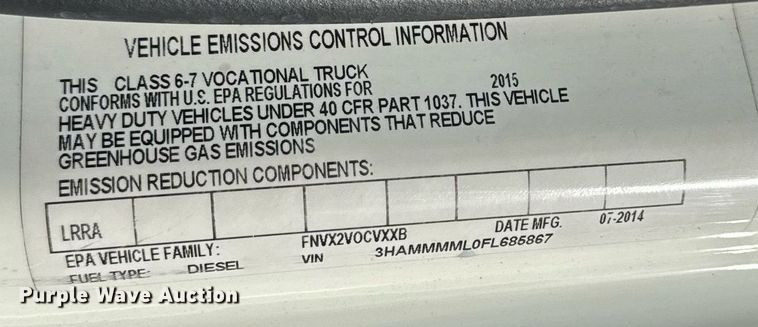 VEHICLE EMISSIONS CONTROL INFORMATION
THIS CLASS 6-7 VOCATIONAL TRUCK
CONFORMS WITH U.S. EPA REGULATIONS FOR 2015
HEAVY DUTY VEHICLES UNDER 40 CFR PART 1037. THIS VEHICLE
MAY BE EQUIPPED WITH COMPONENTS THAT REDUCE
GREENHOUSE GAS EMISSIONS
EMISSION REDUCTION COMPONENTS:
LRRA
EPA VEHICLE FAMILY: FNVX2VOCVXXB DATE MFG. 07-2014
FUEL TYPE: DIESEL VIN 3HAMMMML0FL685867
Purple Wave Auction